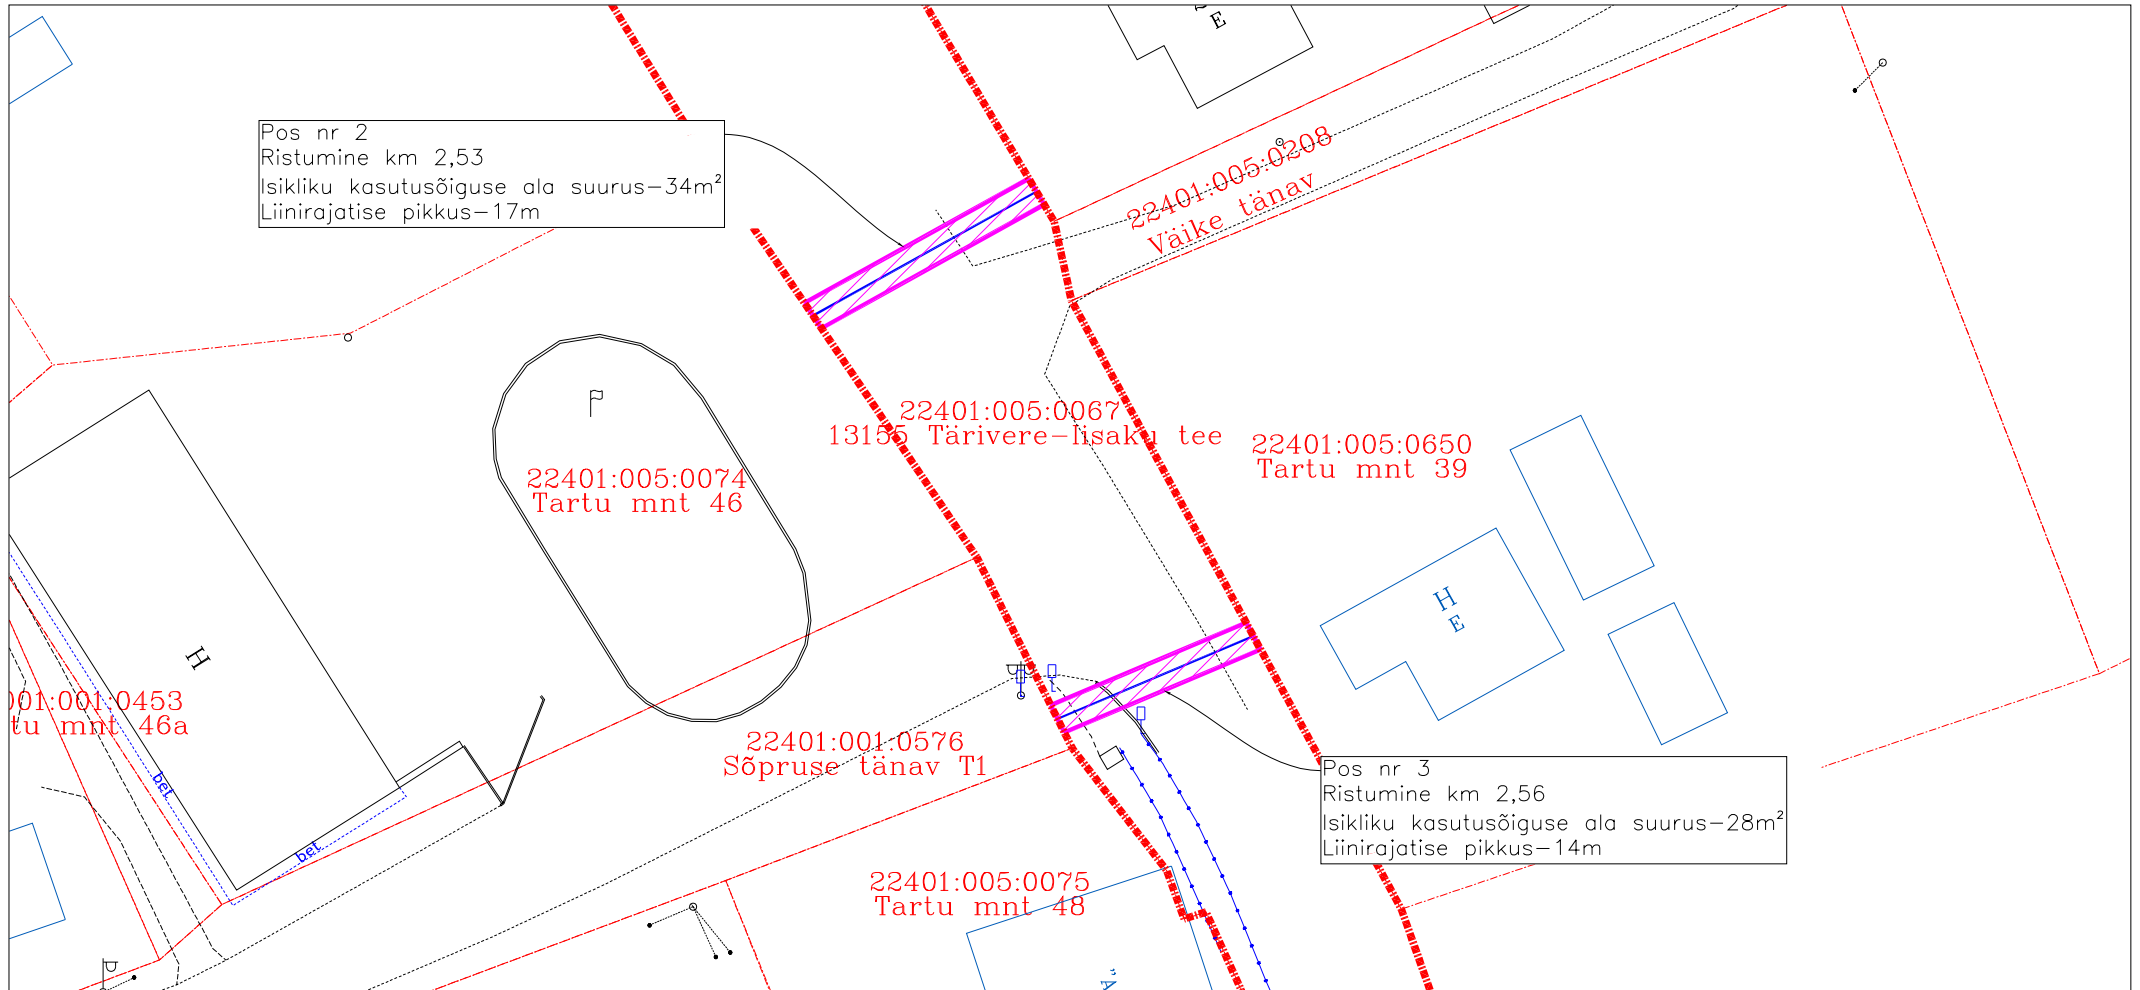 E
Pos nr 2
Ristumine km 2,53
Isikliku kasutusõiguse ala suurus-34m²
Liinirajatise pikkus-17m
22401:005:0208
Väike tänav
22401:005:0067
13155 Tärivere-Iisaku tee
22401:005:0650
Tartu mnt 39
22401:005:0074
Tartu mnt 46
H
E
H
01:001:0453
tu mnt 46a
22401:001:0576
Sõpruse tänav T1
bet
bet
Pos nr 3
Ristumine km 2,56
Isikliku kasutusõiguse ala suurus-28m²
Liinirajatise pikkus-14m
22401:005:0075
Tartu mnt 48
"A